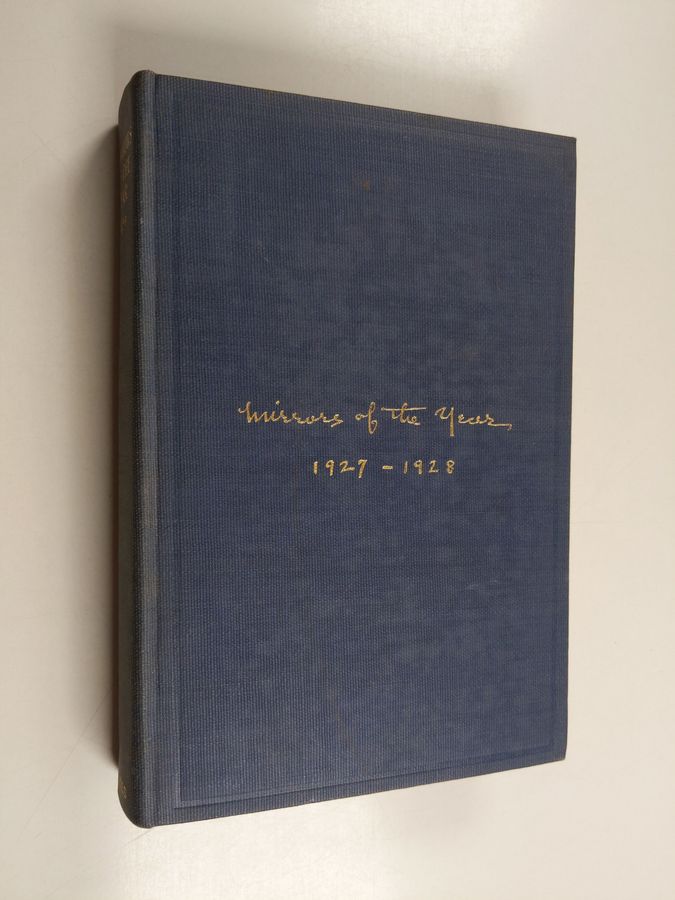 Mirrors of the Year
1927 - 1928